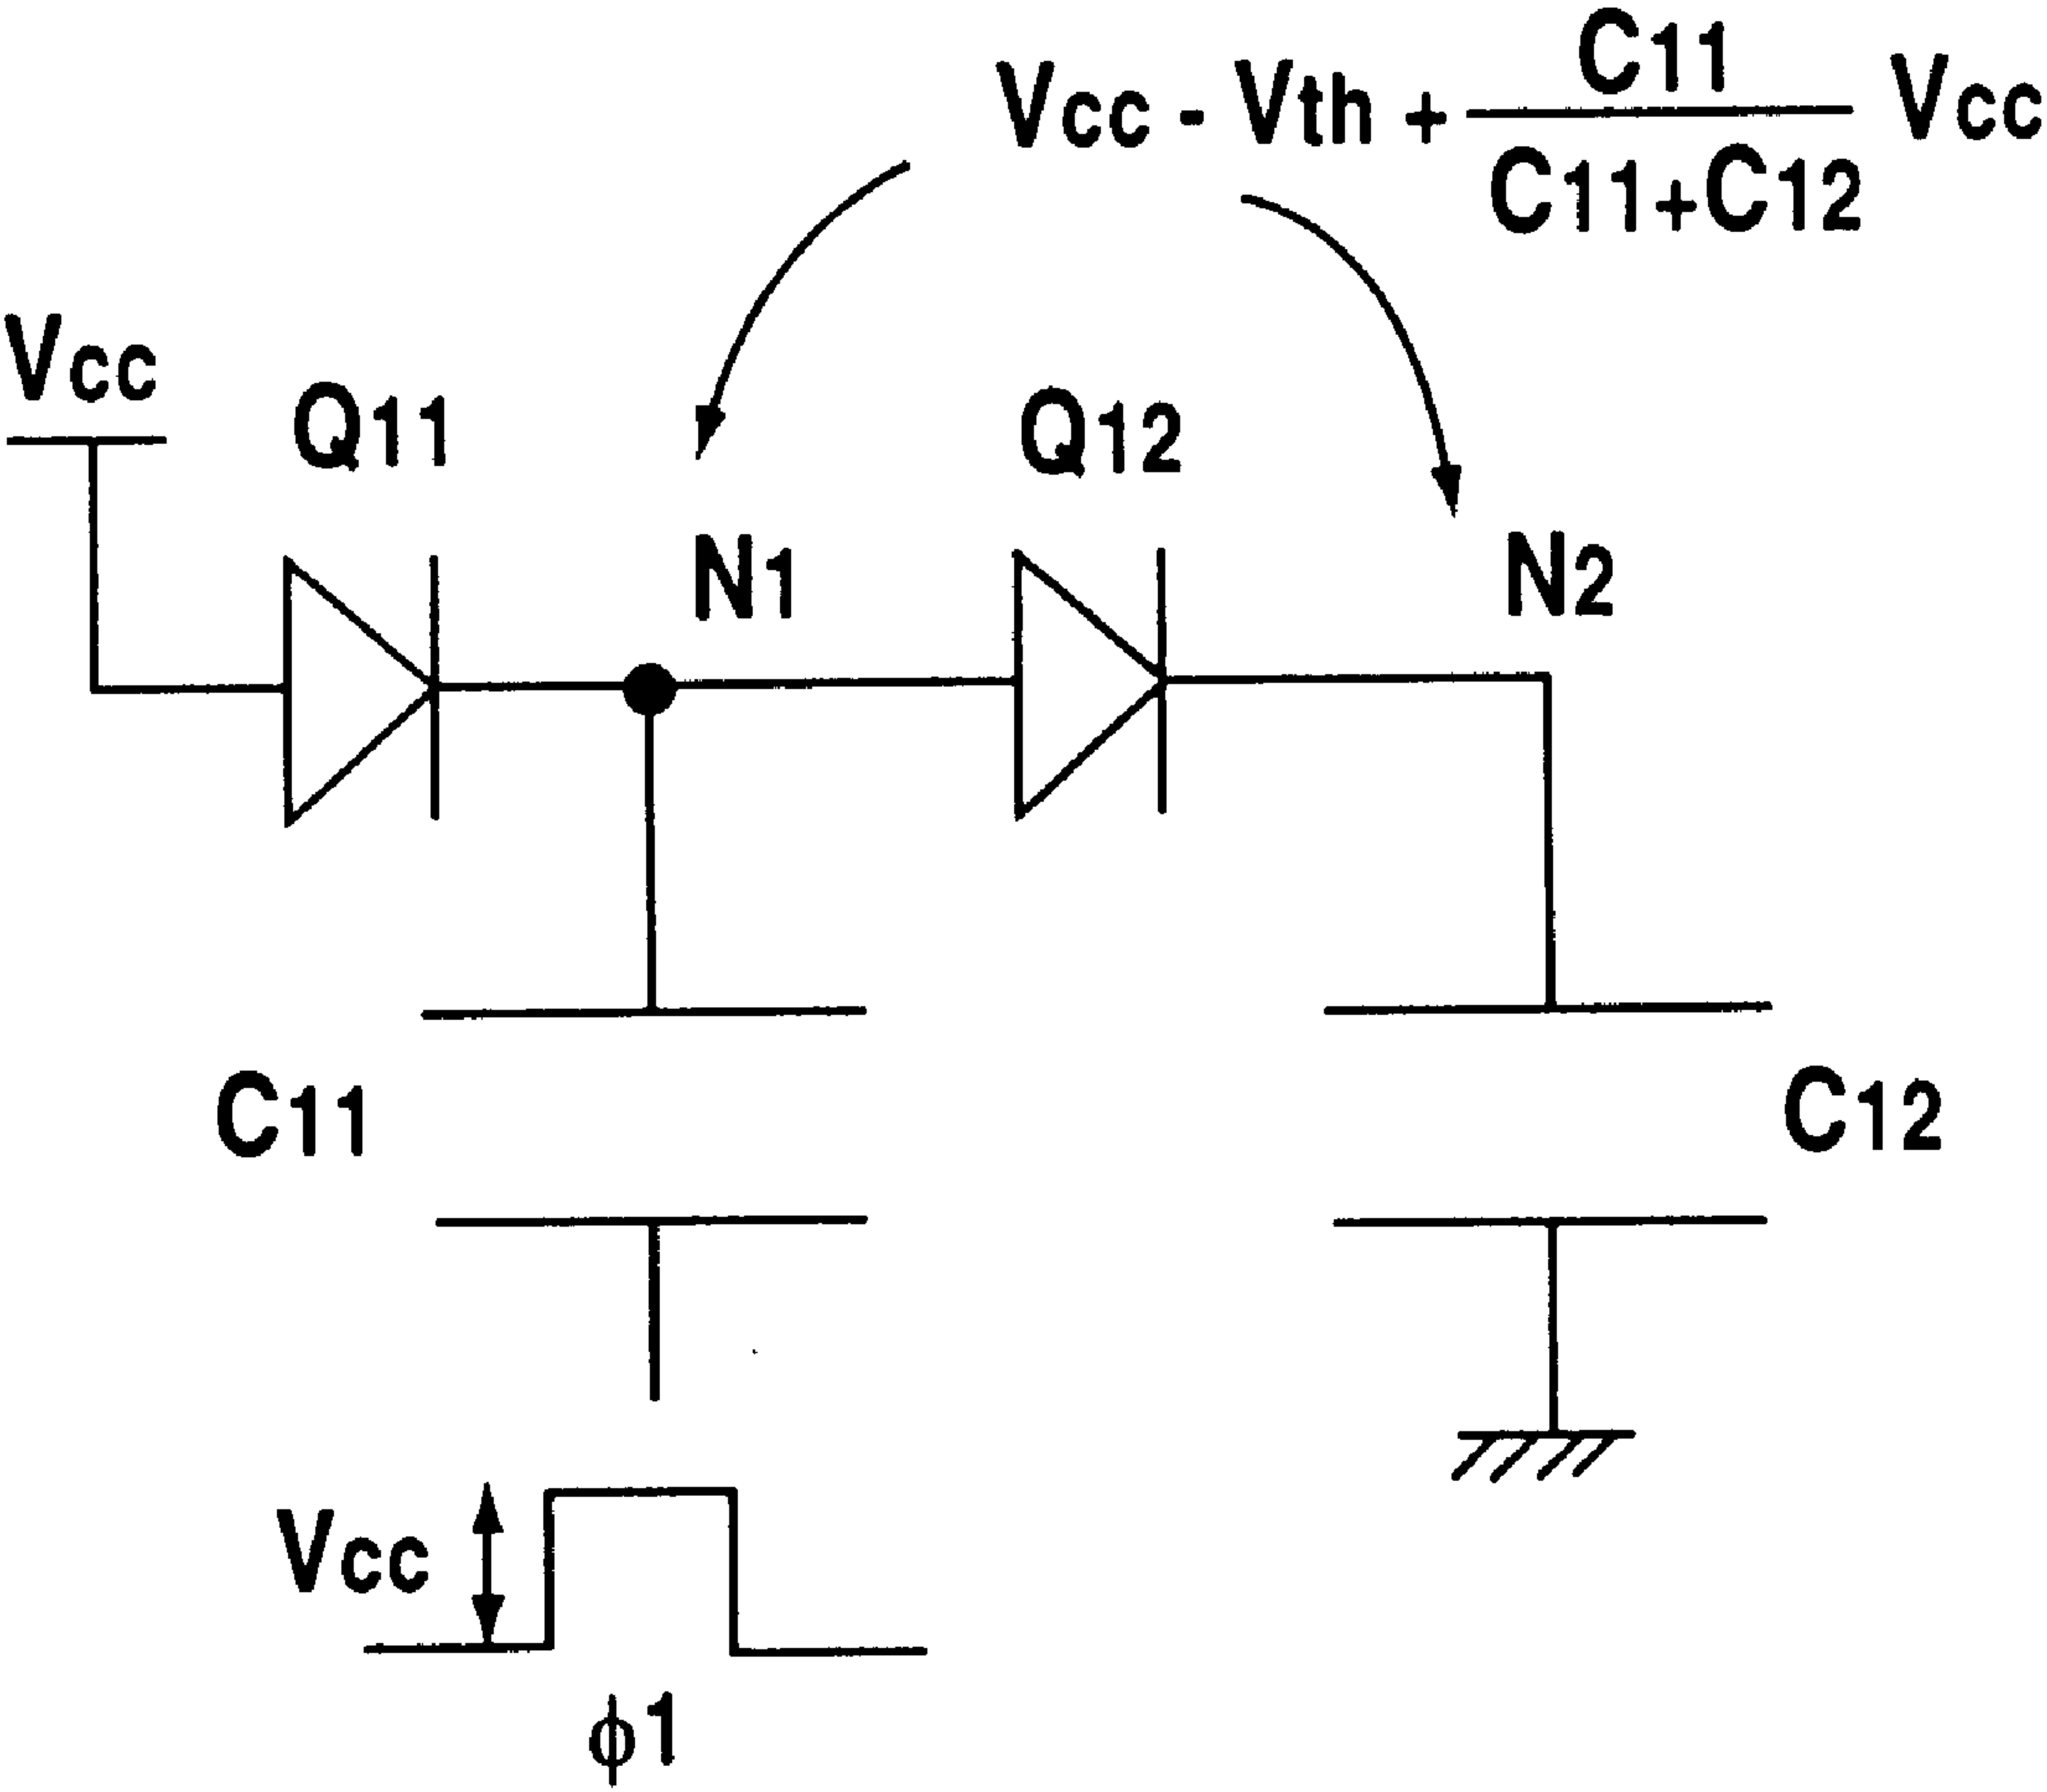 Vcc - Vth + C11 / C11+C12 Vcc
Vcc
Q11
Q12
N1
N2
C11
C12
Vcc
ϕ1